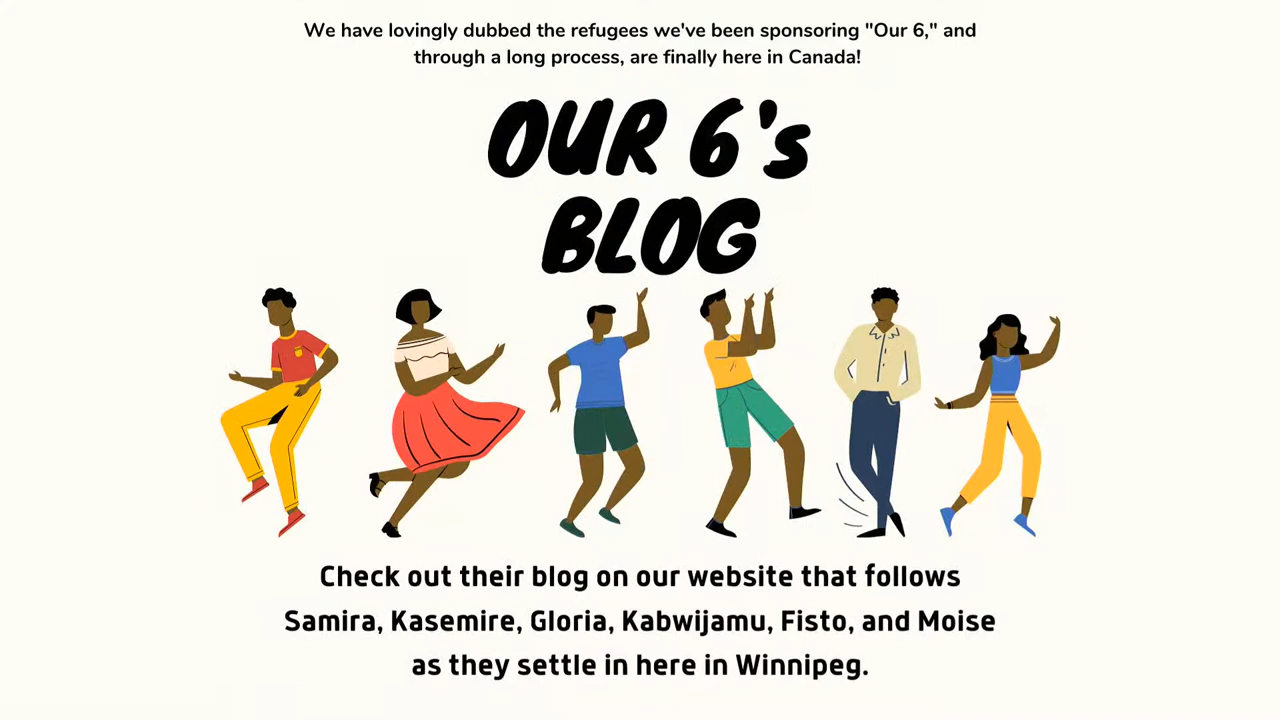 We have lovingly dubbed the refugees we've been sponsoring "Our 6," and
through a long process, are finally here in Canada!
OUR 6's
BLOG
Check out their blog on our website that follows
Samira, Kasemire, Gloria, Kabwijamu, Fisto, and Moise
as they settle in here in Winnipeg.